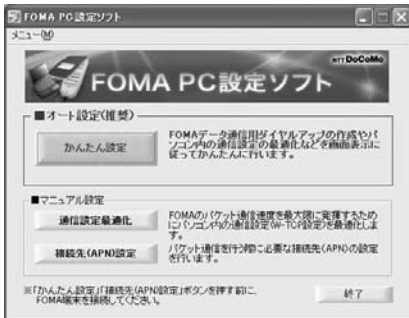 FOMA PC設定ソフト
メニュー(M)
NTT DoCoMo
FOMA PC設定ソフト
■オート設定(推奨)
かんたん設定
FOMAデータ通信用ダイヤルアップの作成やパ
ソコン内の通信設定の最適化などを画面表示に
従ってかんたんに行います。
■マニュアル設定
通信設定最適化
FOMAのパケット通信速度を最大限に発揮するため
にパソコン内の通信設定(W-TCP設定)を最適化しま
す。
接続先(APN)設定
パケット通信を行う際に必要な接続先(APN)の設定
を行います。
※「かんたん設定」「接続先(APN)設定」ボタンを押す前に、
FOMA端末を接続してください。
終了